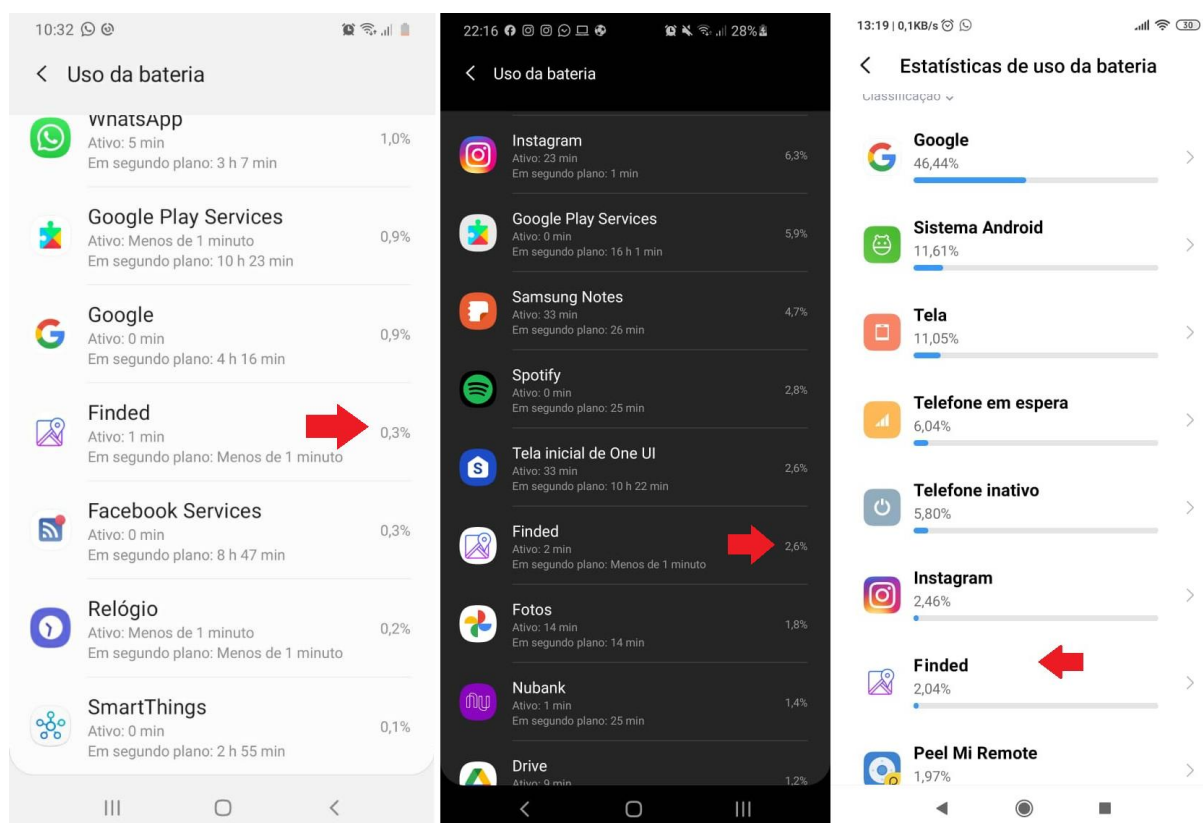 10:32
Uso da bateria
WhatsApp
Ativo: 5 min
Em segundo plano: 3 h 7 min
1,0%
Google Play Services
Ativo: Menos de 1 minuto
Em segundo plano: 10 h 23 min
0,9%
Google
Ativo: 0 min
Em segundo plano: 4 h 16 min
0,9%
Finded
Ativo: 1 min
Em segundo plano: Menos de 1 minuto
0,3%
Facebook Services
Ativo: 0 min
Em segundo plano: 8 h 47 min
0,3%
Relógio
Ativo: Menos de 1 minuto
Em segundo plano: Menos de 1 minuto
0,2%
SmartThings
Ativo: 0 min
Em segundo plano: 2 h 55 min
0,1%
22:16 28%
Uso da bateria
Instagram
Ativo: 23 min
Em segundo plano: 1 min
6,3%
Google Play Services
Ativo: 0 min
Em segundo plano: 16 h 1 min
5,9%
Samsung Notes
Ativo: 33 min
Em segundo plano: 26 min
4,7%
Spotify
Ativo: 0 min
Em segundo plano: 25 min
2,8%
Tela inicial de One UI
Ativo: 33 min
Em segundo plano: 10 h 22 min
2,6%
Finded
Ativo: 2 min
Em segundo plano: Menos de 1 minuto
2,6%
Fotos
Ativo: 14 min
Em segundo plano: 14 min
1,8%
Nubank
Ativo: 1 min
Em segundo plano: 25 min
1,4%
Drive
Ativo: 9 min
1,2%
13:19 | 0,1KB/s 30
Estatísticas de uso da bateria
Classificação
Google
46,44%
Sistema Android
11,61%
Tela
11,05%
Telefone em espera
6,04%
Telefone inativo
5,80%
Instagram
2,46%
Finded
2,04%
Peel Mi Remote
1,97%